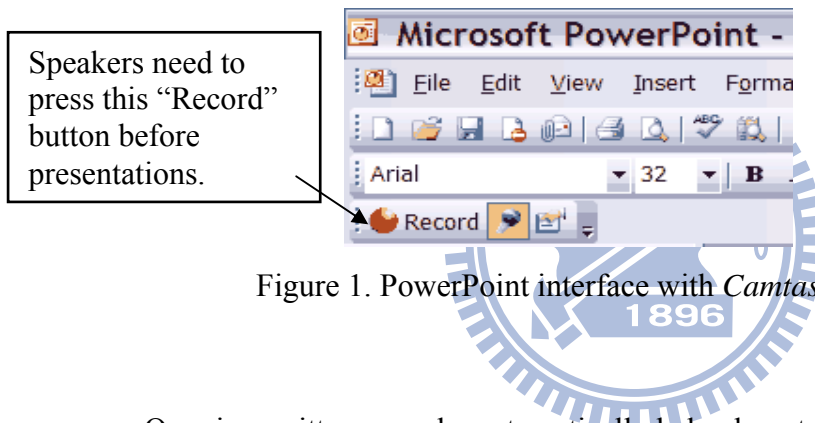 Speakers need to
press this “Record”
button before
presentations.
Microsoft PowerPoint -
File Edit View Insert Forma
ABC
Arial 32 B
Record
Figure 1. PowerPoint interface with Camtas
1896